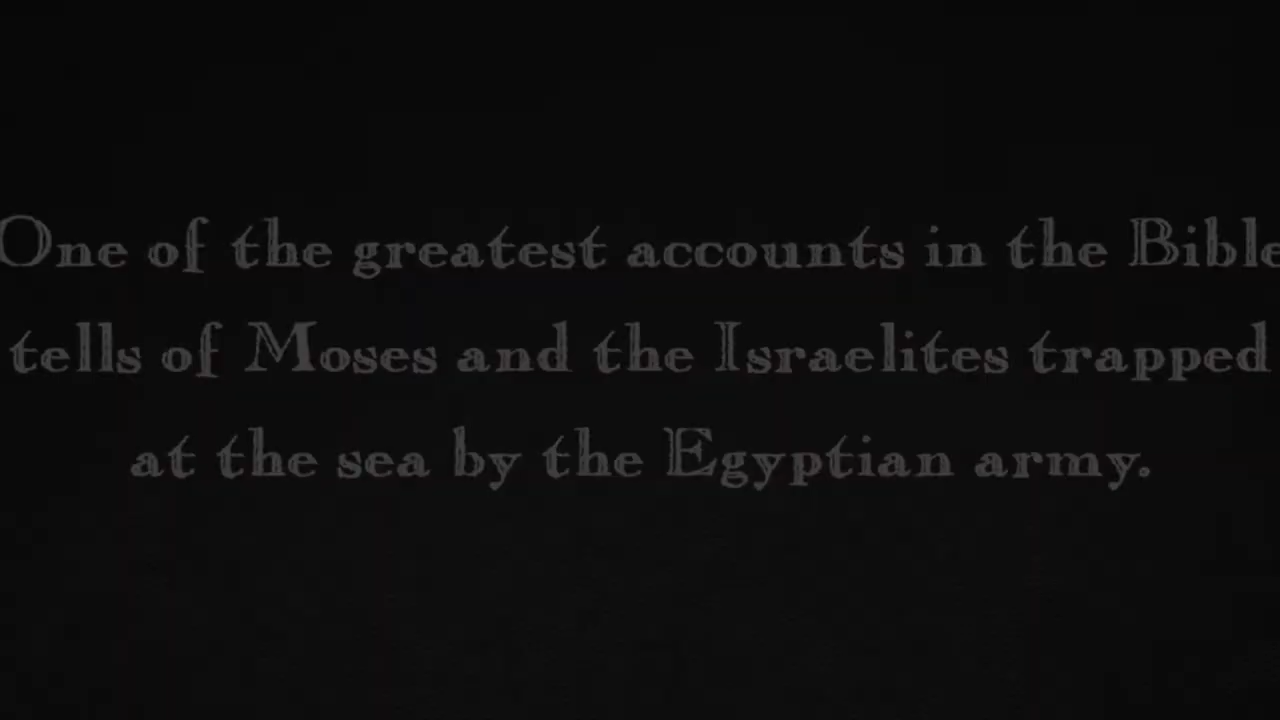 One of the greatest accounts in the Bible
tells of Moses and the Israelites trapped
at the sea by the Egyptian army.